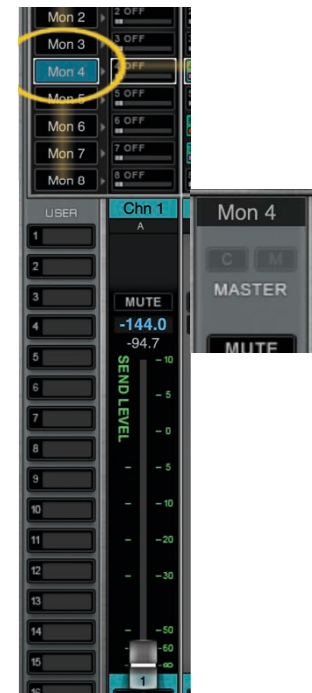 Mon 2
2 OFF
Mon 3
3 OFF
Mon 4
4 OFF
Mon 5
5 OFF
Mon 6
6 OFF
Mon 7
7 OFF
Mon 8
8 OFF
USER
Chn 1
A
1
2
3
4
5
6
7
8
9
10
11
12
13
14
15
16
MUTE
-144.0
-94.7
SEND LEVEL
10
5
0
5
10
20
30
50
60
∞
1
Mon 4
C M
MASTER
MUTE